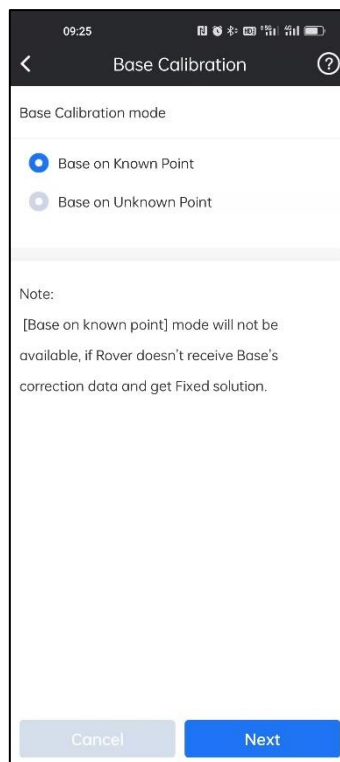 09:25
Base Calibration
Base Calibration mode
Base on Known Point
Base on Unknown Point
Note:
[Base on known point] mode will not be
available, if Rover doesn't receive Base's
correction data and get Fixed solution.
Cancel
Next